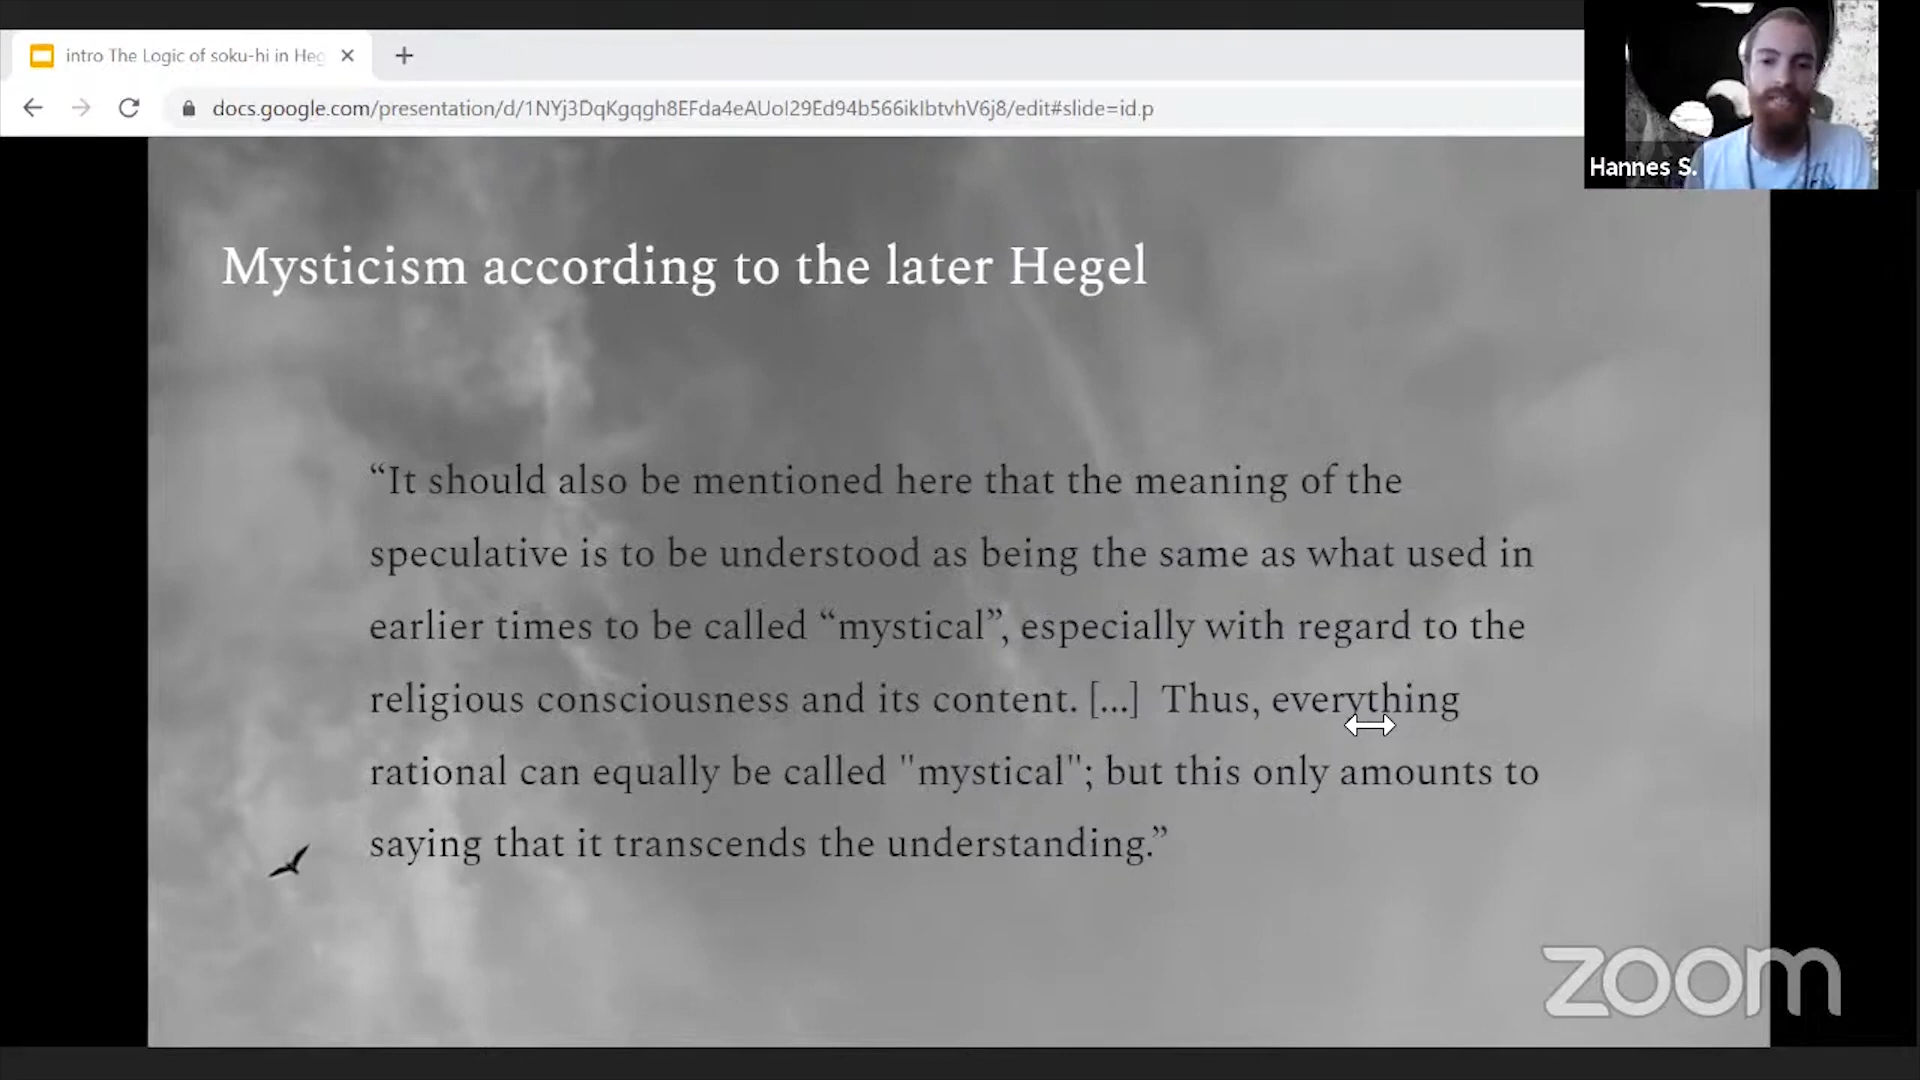 intro The Logic of soku-hi in Heg
docs.google.com/presentation/d/1NYj3DqKgqgh8EFda4eAUoI29Ed94b566ikIbtvhV6j8/edit#slide=id.p
Hannes S.
Mysticism according to the later Hegel
“It should also be mentioned here that the meaning of the
speculative is to be understood as being the same as what used in
earlier times to be called “mystical”, especially with regard to the
religious consciousness and its content. [...] Thus, everything
rational can equally be called "mystical"; but this only amounts to
saying that it transcends the understanding.”
zoom